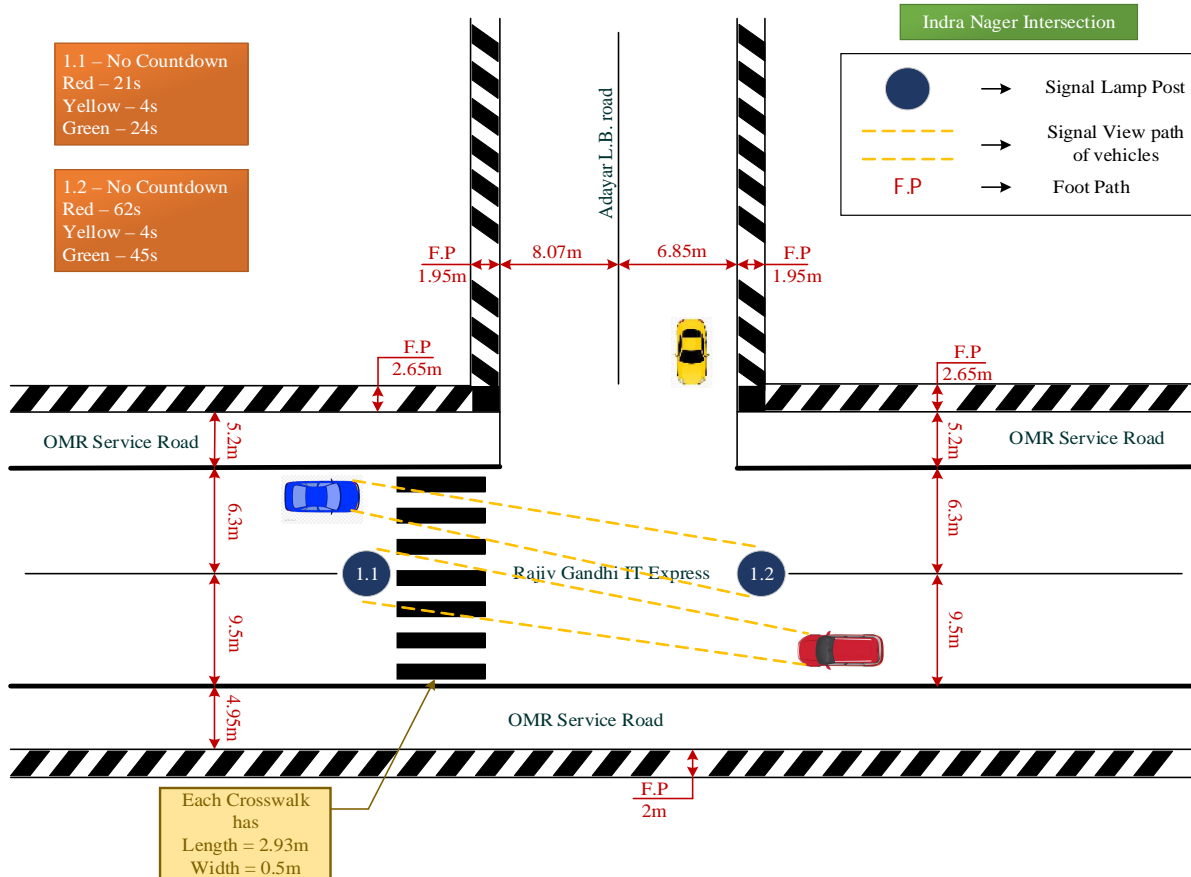 Indra Nager Intersection
1.1 – No Countdown
Red – 21s
Yellow – 4s
Green – 24s
1.2 – No Countdown
Red – 62s
Yellow – 4s
Green – 45s
Signal Lamp Post
Signal View path
of vehicles
F.P
Foot Path
Adayar L.B. road
F.P
1.95m
8.07m
6.85m
F.P
1.95m
F.P
2.65m
F.P
2.65m
OMR Service Road
5.2m
5.2m
OMR Service Road
6.3m
6.3m
1.1
Rajiv Gandhi IT Express
1.2
9.5m
9.5m
4.95m
OMR Service Road
F.P
2m
Each Crosswalk
has
Length = 2.93m
Width = 0.5m